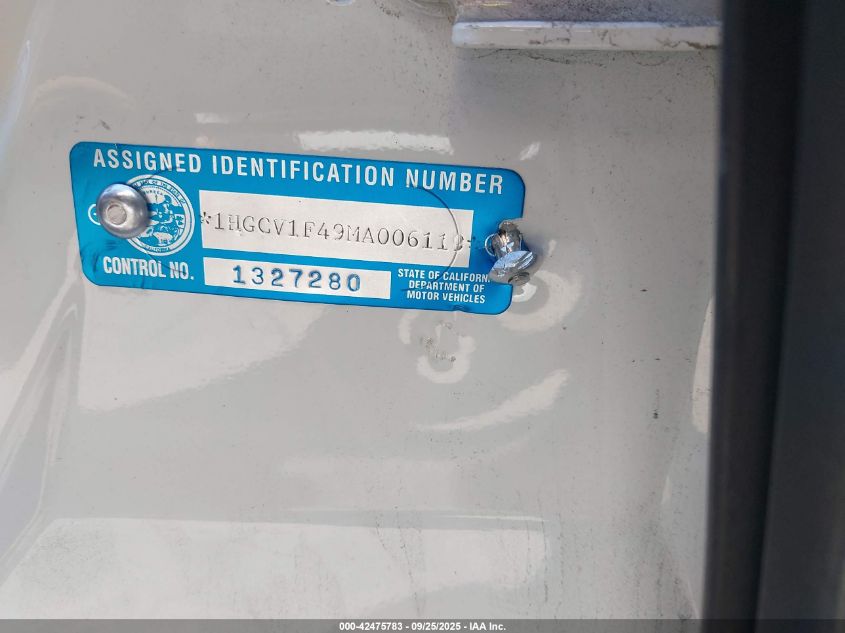 ASSIGNED IDENTIFICATION NUMBER
*1HGCV1F49MA006119*
CONTROL NO. 1327280
STATE OF CALIFORN
DEPARTMENT OF
MOTOR VEHICLES
000-42475783 - 09/25/2025 - IAA Inc.